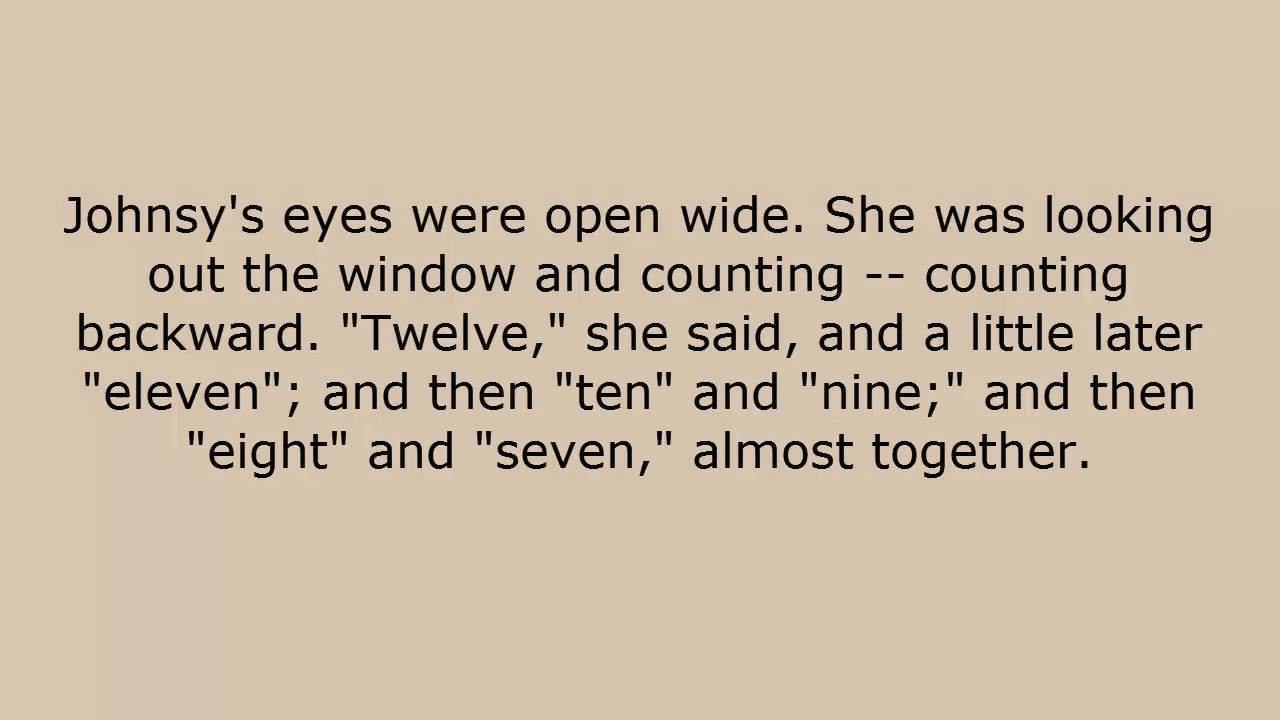 Johnsy's eyes were open wide. She was looking
out the window and counting -- counting
backward. "Twelve," she said, and a little later
"eleven"; and then "ten" and "nine;" and then
"eight" and "seven," almost together.